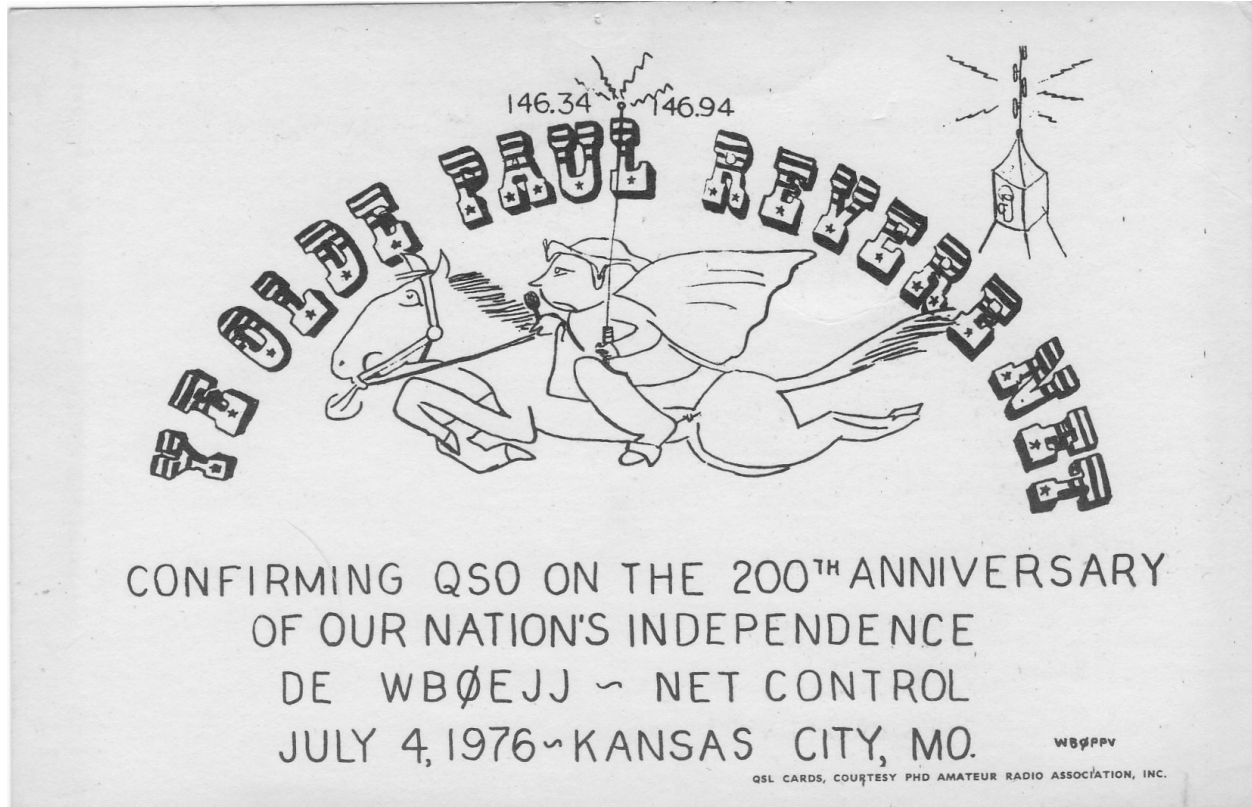 146.34 146.94
YE OLDE PAUL REVERE NET
CONFIRMING QSO ON THE 200TH ANNIVERSARY
OF OUR NATION'S INDEPENDENCE
DE WBØEJJ ~ NET CONTROL
JULY 4, 1976 ~ KANSAS CITY, MO.
WBØPPV
QSL CARDS, COURTESY PHD AMATEUR RADIO ASSOCIATION, INC.